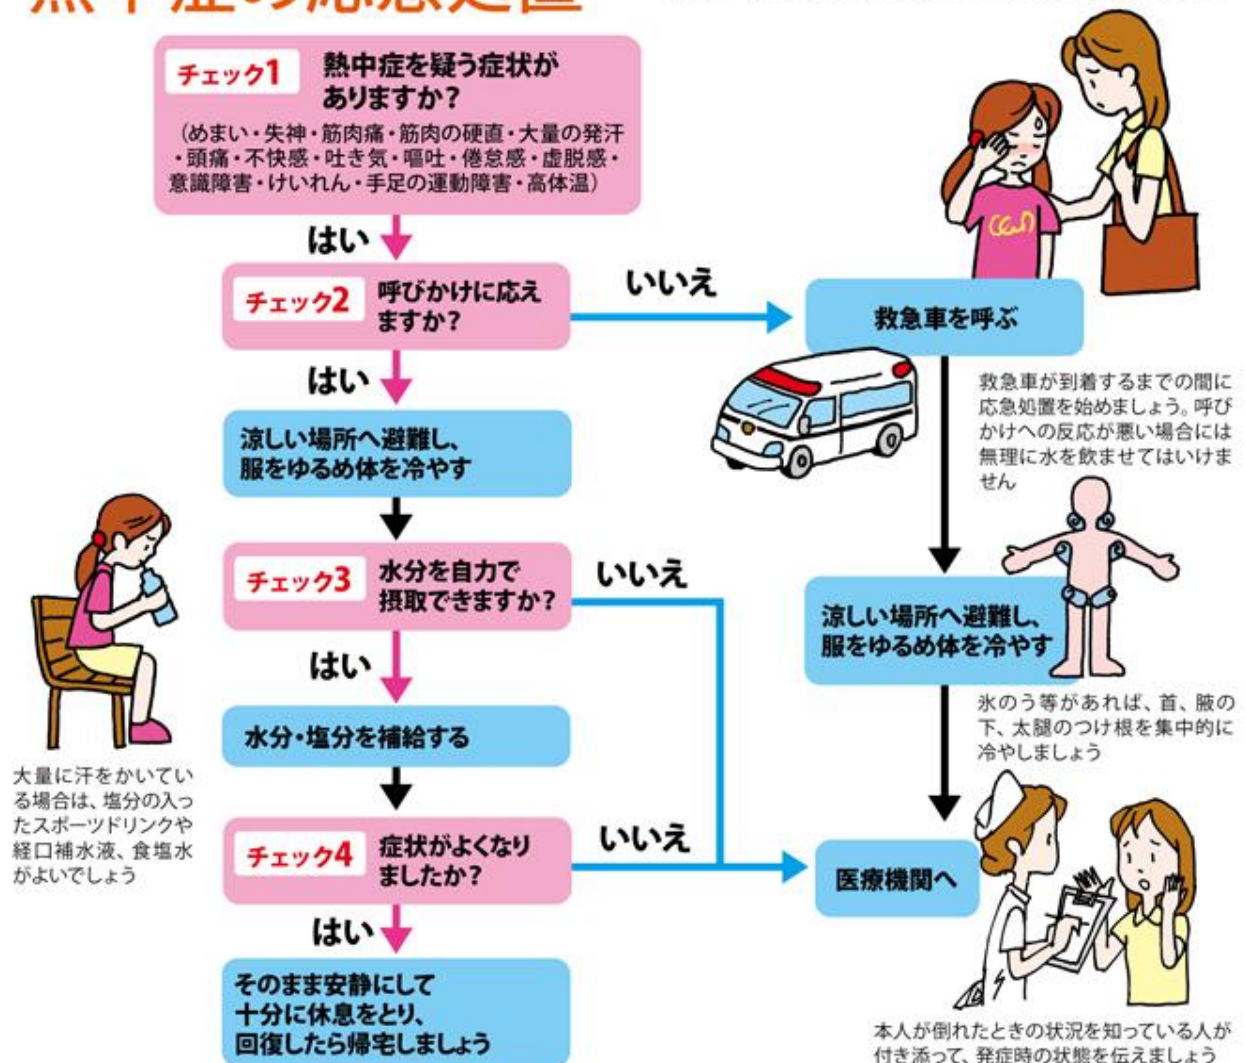 熱中症の応急処置
チェック1
熱中症を疑う症状が
ありますか?
(めまい・失神・筋肉痛・筋肉の硬直・大量の発汗
・頭痛・不快感・吐き気・嘔吐・倦怠感・虚脱感・
意識障害・けいれん・手足の運動障害・高体温)
はい
チェック2
呼びかけに応え
ますか?
いいえ
救急車を呼ぶ
救急車が到着するまでの間に
応急処置を始めましょう。呼び
かけへの反応が悪い場合には
無理に水を飲ませてはいけま
せん
はい
涼しい場所へ避難し、
服をゆるめ体を冷やす
チェック3
水分を自力で
摂取できますか?
いいえ
涼しい場所へ避難し、
服をゆるめ体を冷やす
氷のう等があれば、首、腋の
下、太腿のつけ根を集中的に
冷やしましょう
はい
水分・塩分を補給する
大量に汗をかいてい
る場合は、塩分の入っ
たスポーツドリンクや
経口補水液、食塩水
がよいでしょう
チェック4
症状がよくなり
ましたか?
いいえ
医療機関へ
はい
そのまま安静にして
十分に休息をとり、
回復したら帰宅しましょう
本人が倒れたときの状況を知っている人が
付き添って、発症時の状態を伝えましょう